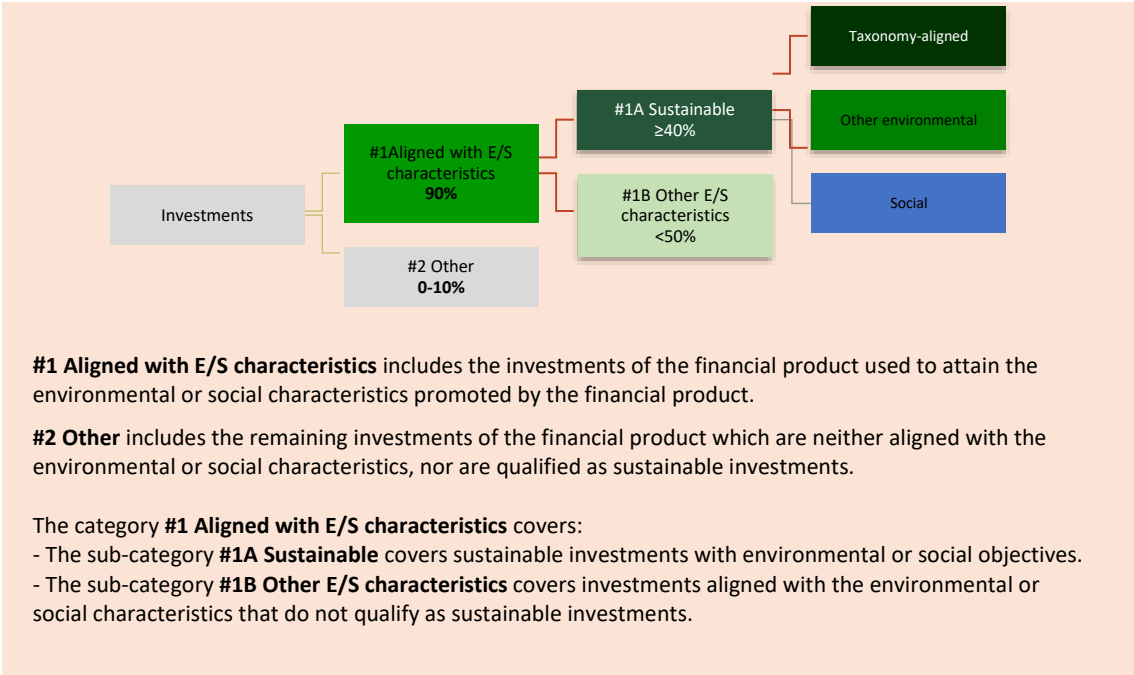 Taxonomy-aligned
#1A Sustainable
≥40%
Other environmental
#1Aligned with E/S
characteristics
90%
#1B Other E/S
characteristics
<50%
Social
Investments
#2 Other
0-10%
#1 Aligned with E/S characteristics includes the investments of the financial product used to attain the
environmental or social characteristics promoted by the financial product.
#2 Other includes the remaining investments of the financial product which are neither aligned with the
environmental or social characteristics, nor are qualified as sustainable investments.
The category #1 Aligned with E/S characteristics covers:
- The sub-category #1A Sustainable covers sustainable investments with environmental or social objectives.
- The sub-category #1B Other E/S characteristics covers investments aligned with the environmental or
social characteristics that do not qualify as sustainable investments.